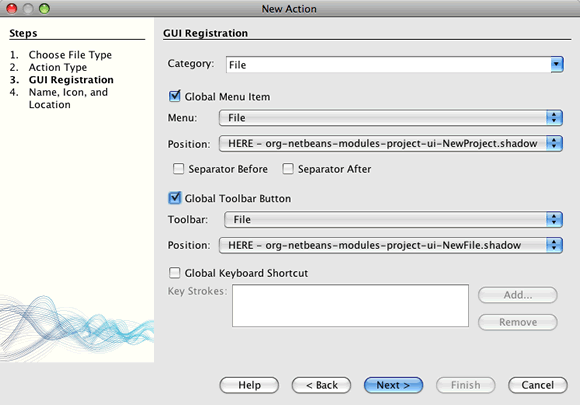 New Action
Steps
1. Choose File Type
2. Action Type
3. GUI Registration
4. Name, Icon, and
Location
GUI Registration
Category: File
Global Menu Item
Menu: File
Position: HERE - org-netbeans-modules-project-ui-NewProject.shadow
Separator Before Separator After
Global Toolbar Button
Toolbar: File
Position: HERE - org-netbeans-modules-project-ui-NewFile.shadow
Global Keyboard Shortcut
Key Strokes: Add...
Remove
Help < Back Next > Finish Cancel